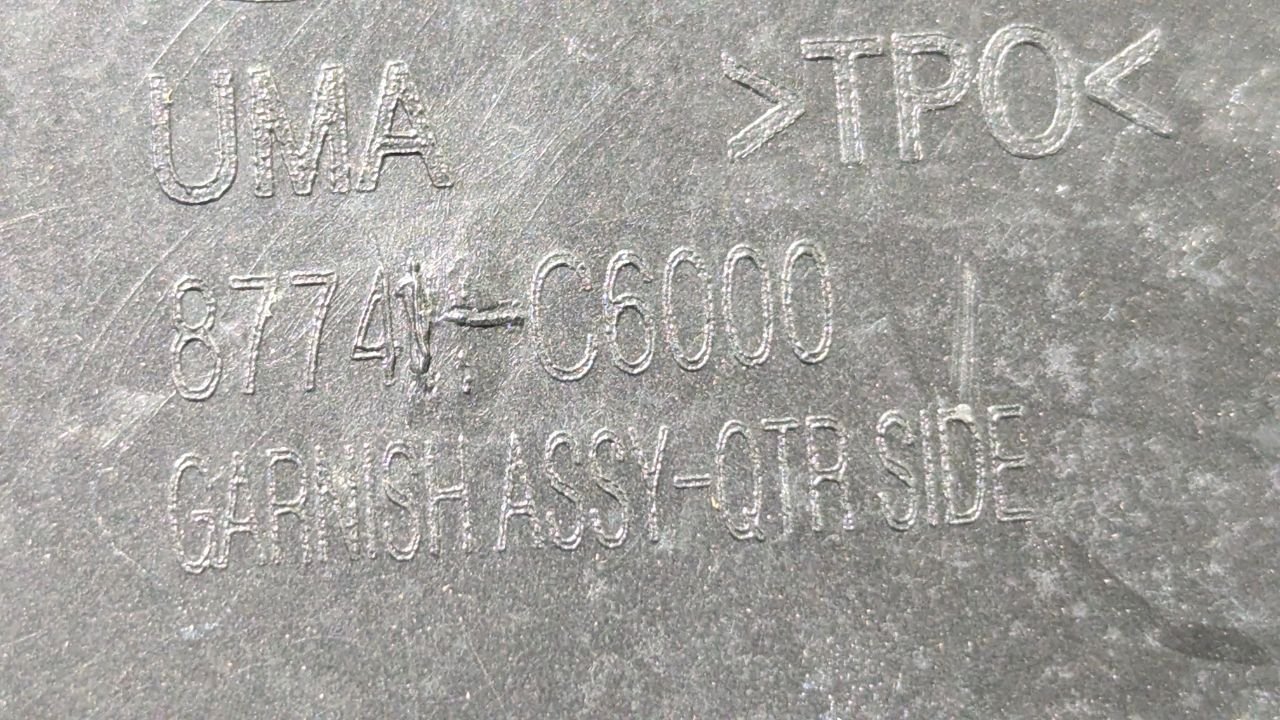 UMA >TPO<
87741-C6000
GARNISH ASSY-QTR SIDE